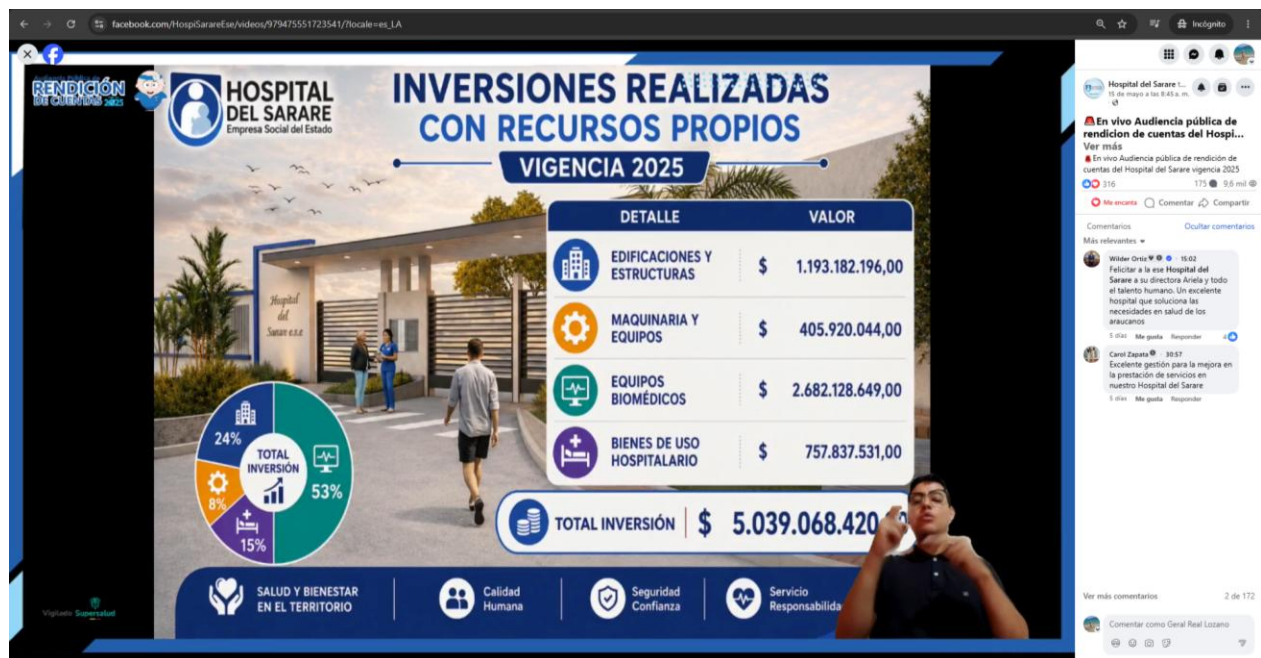 facebook.com/HospiSarareEse/videos/979475551723541/?locale=es_LA
Incógnito
RENDICIÓN
DE CUENTAS 2025
HOSPITAL
DEL SARARE
Empresa Social del Estado
INVERSIONES REALIZADAS
CON RECURSOS PROPIOS
VIGENCIA 2025
DETALLE VALOR
EDIFICACIONES Y
ESTRUCTURAS $ 1.193.182.196,00
MAQUINARIA Y
EQUIPOS $ 405.920.044,00
EQUIPOS
BIOMÉDICOS $ 2.682.128.649,00
BIENES DE USO
HOSPITALARIO $ 757.837.531,00
TOTAL INVERSIÓN $ 5.039.068.420
Hospital
del
Sarare e.s.e
24%
TOTAL
INVERSIÓN
53%
8%
15%
SALUD Y BIENESTAR
EN EL TERRITORIO
Calidad
Humana
Seguridad
Confianza
Servicio
Responsabilida
Vigilado Supersalud
Hospital del Sarare
15 de mayo a las 8:45 a. m.
En vivo Audiencia pública de
rendicion de cuentas del Hospi...
Ver más
En vivo Audiencia pública de rendición de
cuentas del Hospital del Sarare vigencia 2025
316 175 9,6 mil
Me encanta Comentar Compartir
Comentarios Ocultar comentarios
Más relevantes
Wilder Ortiz · 15:02
Felicitar a la ese Hospital del
Sarare a su directora Ariela y todo
el talento humano. Un excelente
hospital que soluciona las
necesidades en salud de los
araucanos
5 días Me gusta Responder 4
Carol Zapata · 30:57
Excelente gestión para la mejora en
la prestación de servicios en
nuestro Hospital del Sarare
5 días Me gusta Responder
Ver más comentarios 2 de 172
Comentar como Geral Real Lozano